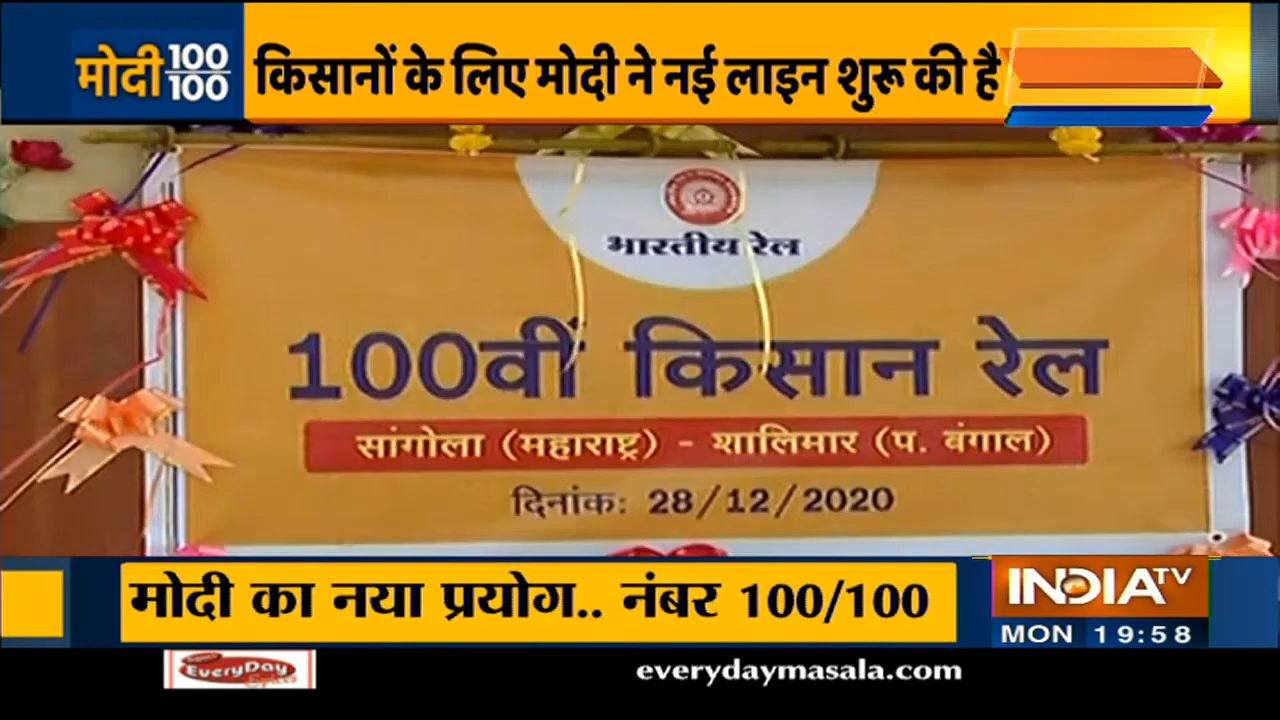 मोदी 100/100
किसानों के लिए मोदी ने नई लाइन शुरू की है
भारतीय रेल
100वीं किसान रेल
सांगोला (महाराष्ट्र) - शालिमार (प. बंगाल)
दिनांक: 28/12/2020
मोदी का नया प्रयोग.. नंबर 100/100
INDIA TV
MON 19:58
EveryDay
everydaymasala.com